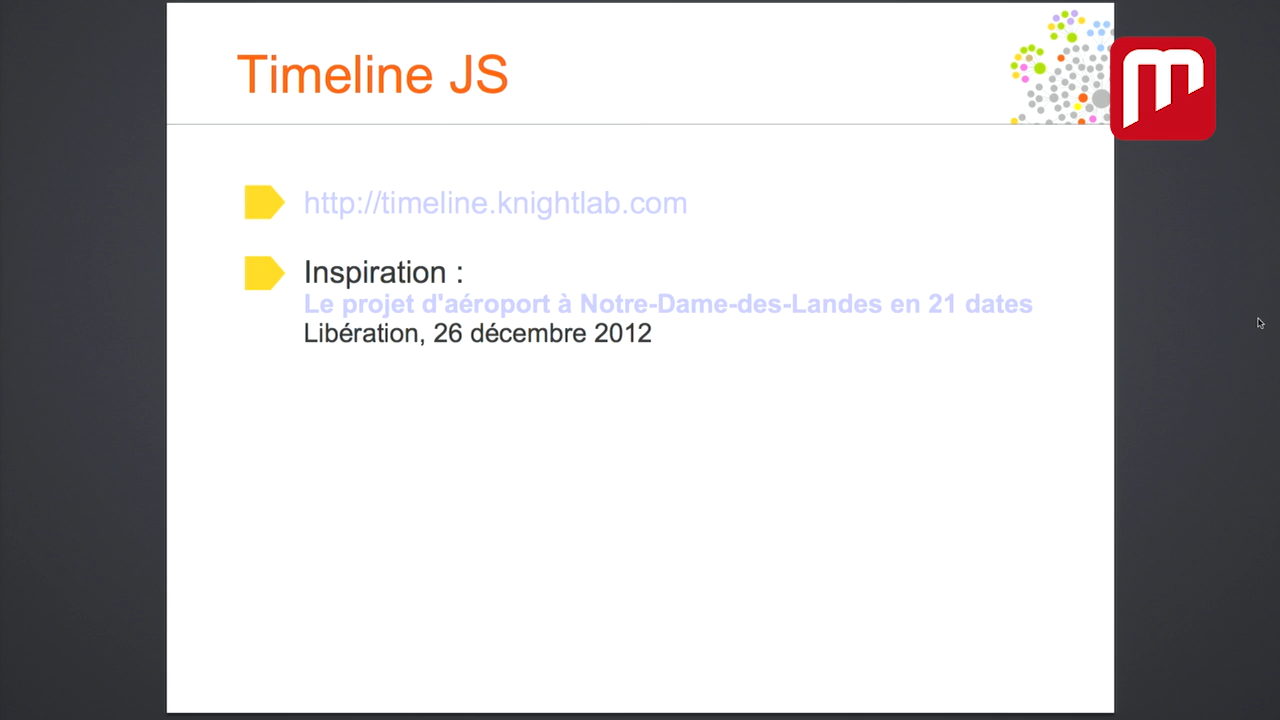 Timeline JS
http://timeline.knightlab.com
Inspiration :
Le projet d'aéroport à Notre-Dame-des-Landes en 21 dates
Libération, 26 décembre 2012